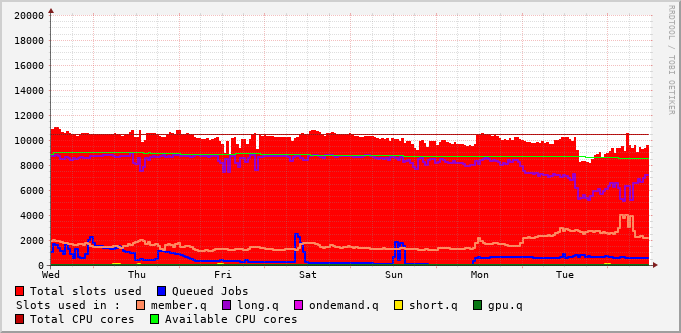 RRDTOOL / TOBI OETIKER
20000
18000
16000
14000
12000
10000
8000
6000
4000
2000
0
Wed Thu Fri Sat Sun Mon Tue
Total slots used Queued Jobs
Slots used in : member.q long.q ondemand.q short.q gpu.q
Total CPU cores Available CPU cores